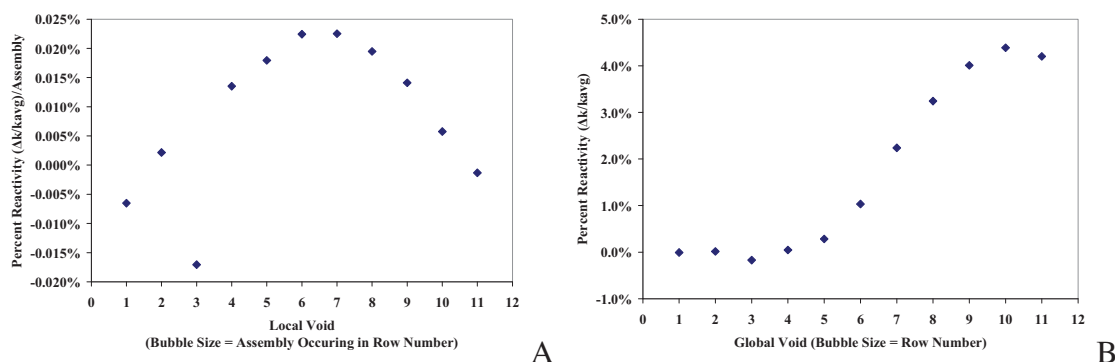 0.025%
0.020%
0.015%
0.010%
0.005%
0.000%
-0.005%
-0.010%
-0.015%
-0.020%
Percent Reactivity (Δk/kavg)/Assembly
0 1 2 3 4 5 6 7 8 9 10 11 12
Local Void
(Bubble Size = Assembly Occuring in Row Number)
A
5.0%
4.0%
3.0%
2.0%
1.0%
0.0%
-1.0%
Percent Reactivity (Δk/kavg)
0 1 2 3 4 5 6 7 8 9 10 11 12
Global Void (Bubble Size = Row Number)
B